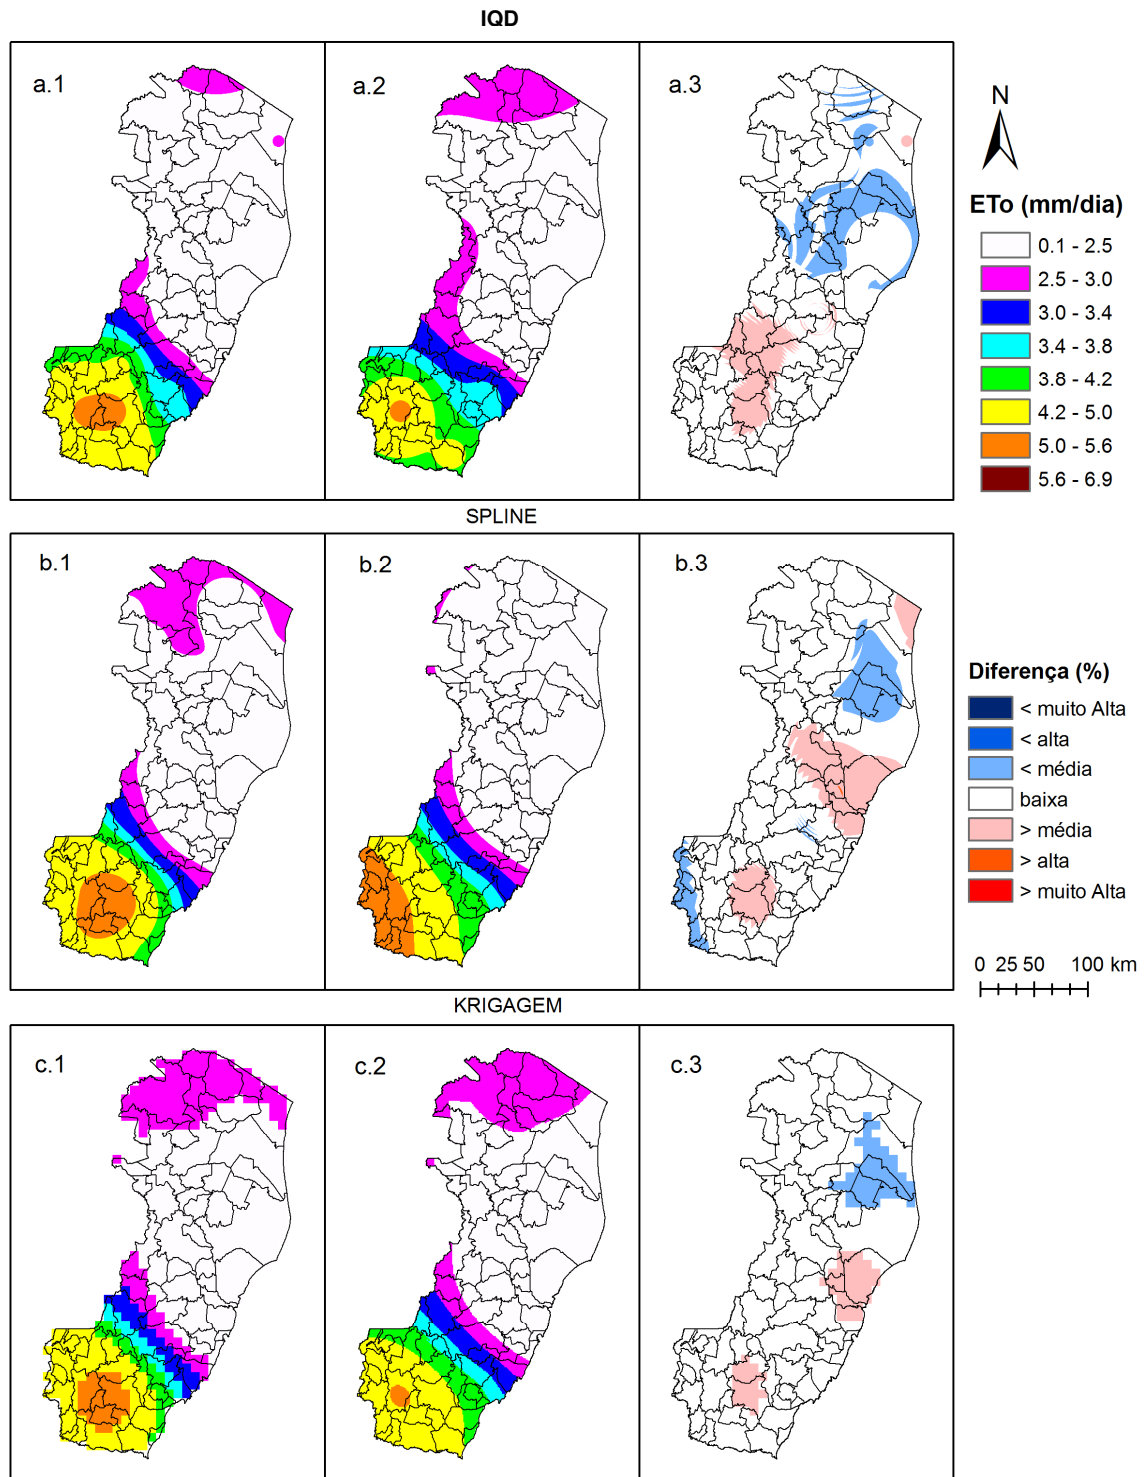 IQD
a.1
a.2
a.3
N
ETo (mm/dia)
0.1 - 2.5
2.5 - 3.0
3.0 - 3.4
3.4 - 3.8
3.8 - 4.2
4.2 - 5.0
5.0 - 5.6
5.6 - 6.9
SPLINE
b.1
b.2
b.3
Diferença (%)
< muito Alta
< alta
< média
baixa
> média
> alta
> muito Alta
0 25 50 100 km
KRIGAGEM
c.1
c.2
c.3